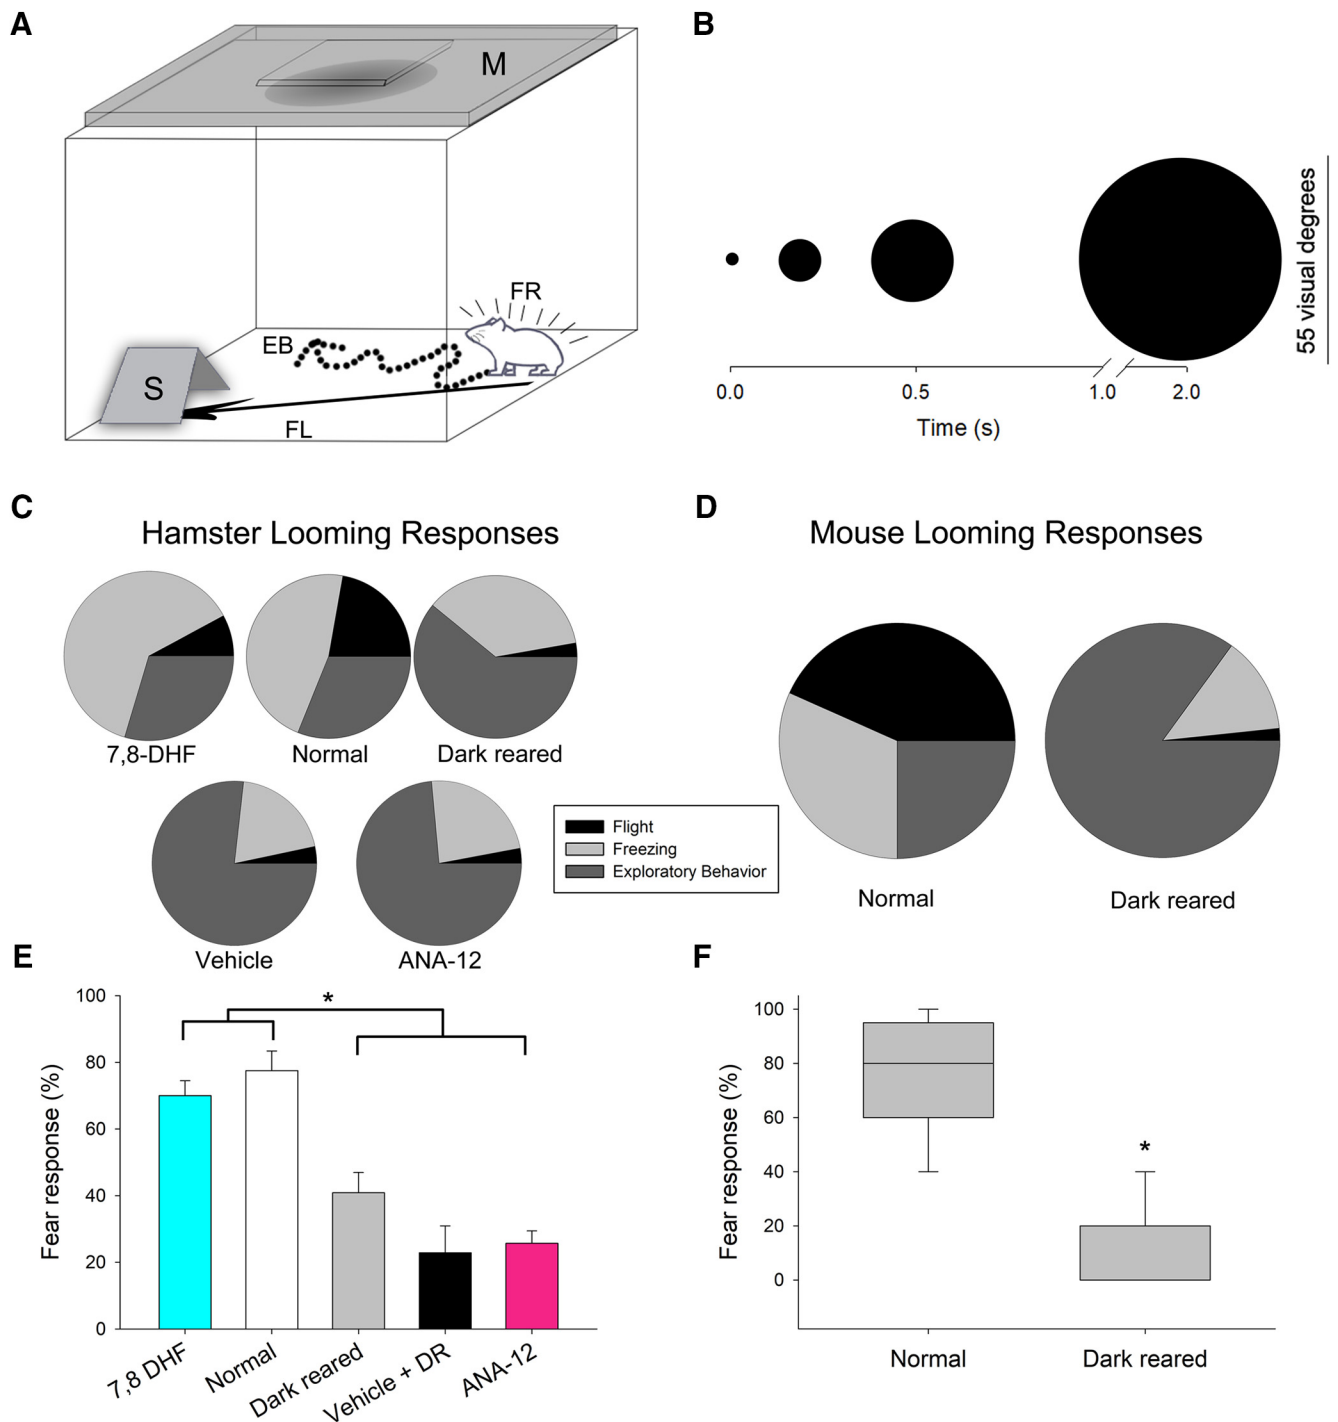 A
M
FR
EB
S
FL
B
55 visual degrees
0.0 0.5 1.0 2.0
Time (s)
C
Hamster Looming Responses
7,8-DHF Normal Dark reared
Vehicle ANA-12
Flight
Freezing
Exploratory Behavior
D
Mouse Looming Responses
Normal Dark reared
E
Fear response (%)
100
80
60
40
20
0
*
7,8 DHF Normal Dark reared Vehicle + DR ANA-12
F
Fear response (%)
100
80
60
40
20
0
*
Normal Dark reared